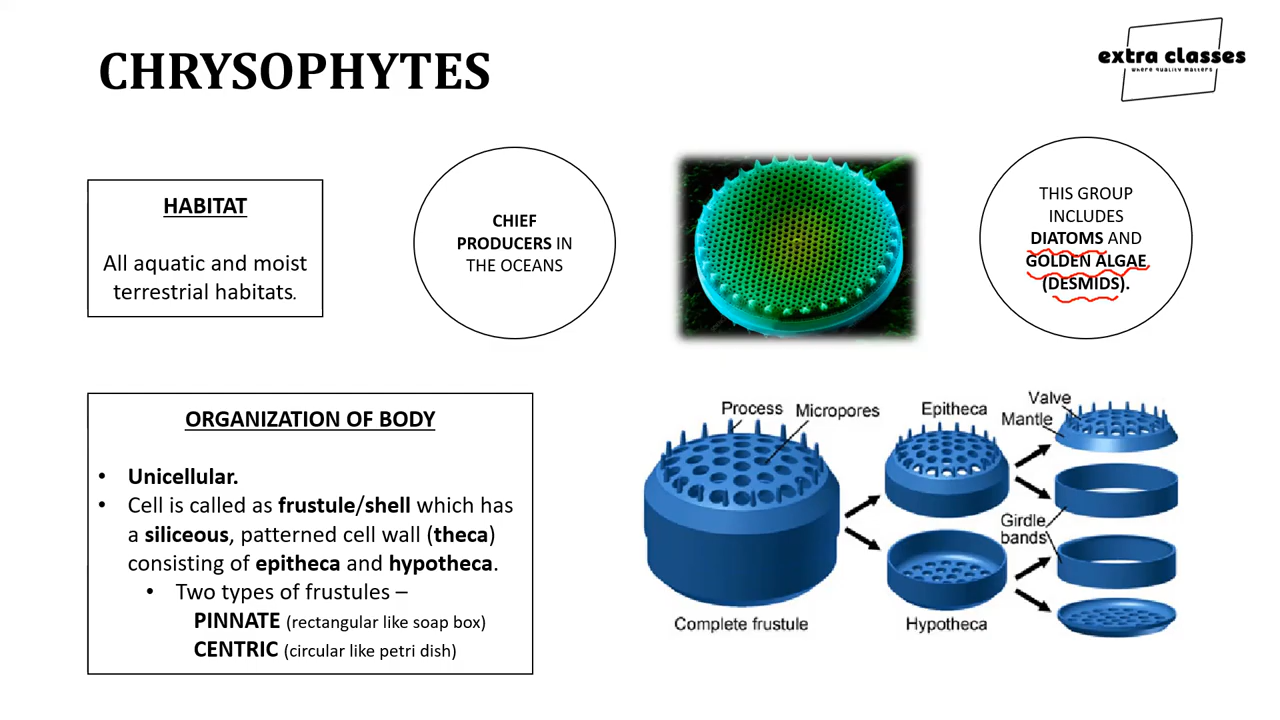 CHRYSOPHYTES
extra classes
where quality matters
HABITAT
All aquatic and moist
terrestrial habitats.
CHIEF
PRODUCERS IN
THE OCEANS
THIS GROUP
INCLUDES
DIATOMS AND
GOLDEN ALGAE
(DESMIDS).
ORGANIZATION OF BODY
• Unicellular.
• Cell is called as frustule/shell which has
a siliceous, patterned cell wall (theca)
consisting of epitheca and hypotheca.
• Two types of frustules –
PINNATE (rectangular like soap box)
CENTRIC (circular like petri dish)
Process
Micropores
Complete frustule
Epitheca
Hypotheca
Valve
Mantle
Girdle
bands